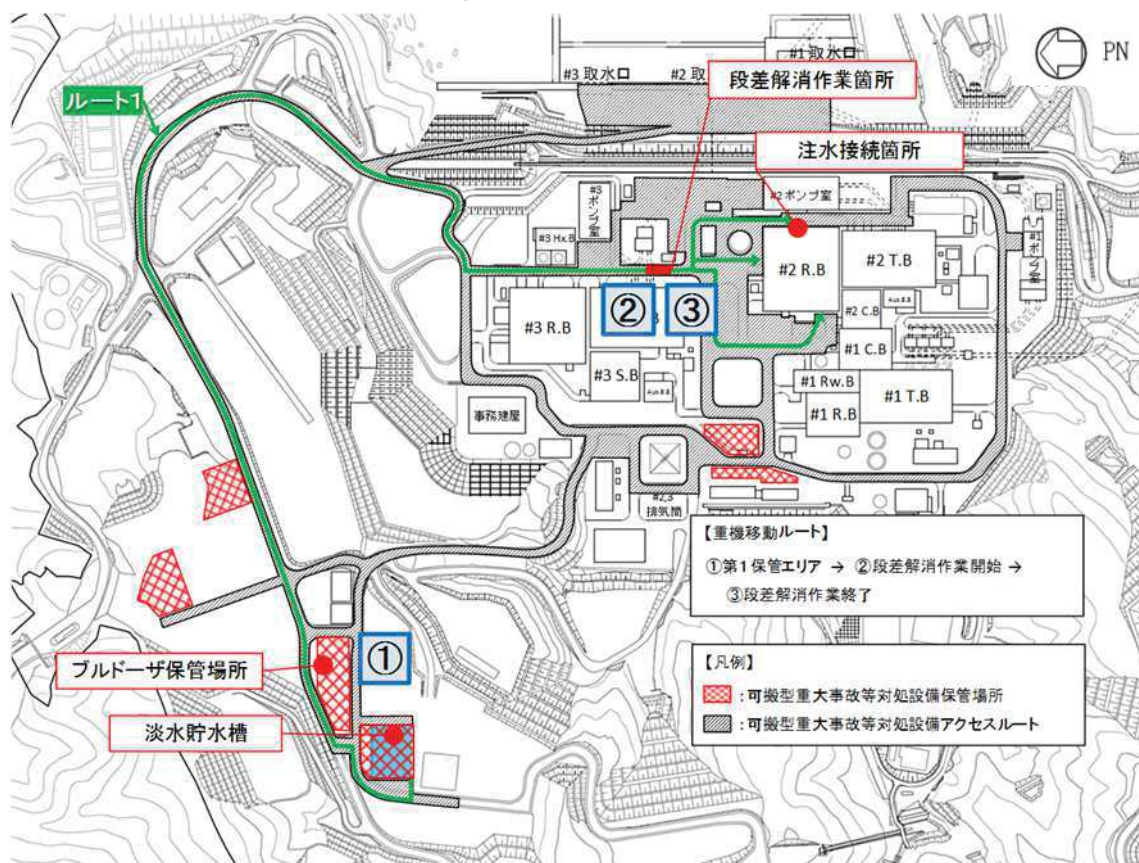 #1 取水口
#3 取水口
#2 取
PN
段差解消作業箇所
ルート1
注水接続箇所
#3
ポンプ室
#2 ポンプ室
#1
ポンプ室
#3 Hx.B
#2 R.B
#2 T.B
②
③
#3 R.B
#2 C.B
Aux.B.B
#1 C.B
#3 S.B
Aux.B.B
#1 Rw.B
#1 T.B
#1 R.B
事務建屋
#2,3
排気筒
【重機移動ルート】
①第1保管エリア → ②段差解消作業開始 →
③段差解消作業終了
①
ブルドーザ保管場所
淡水貯水槽
【凡例】
:可搬型重大事故等対処設備保管場所
:可搬型重大事故等対処設備アクセスルート